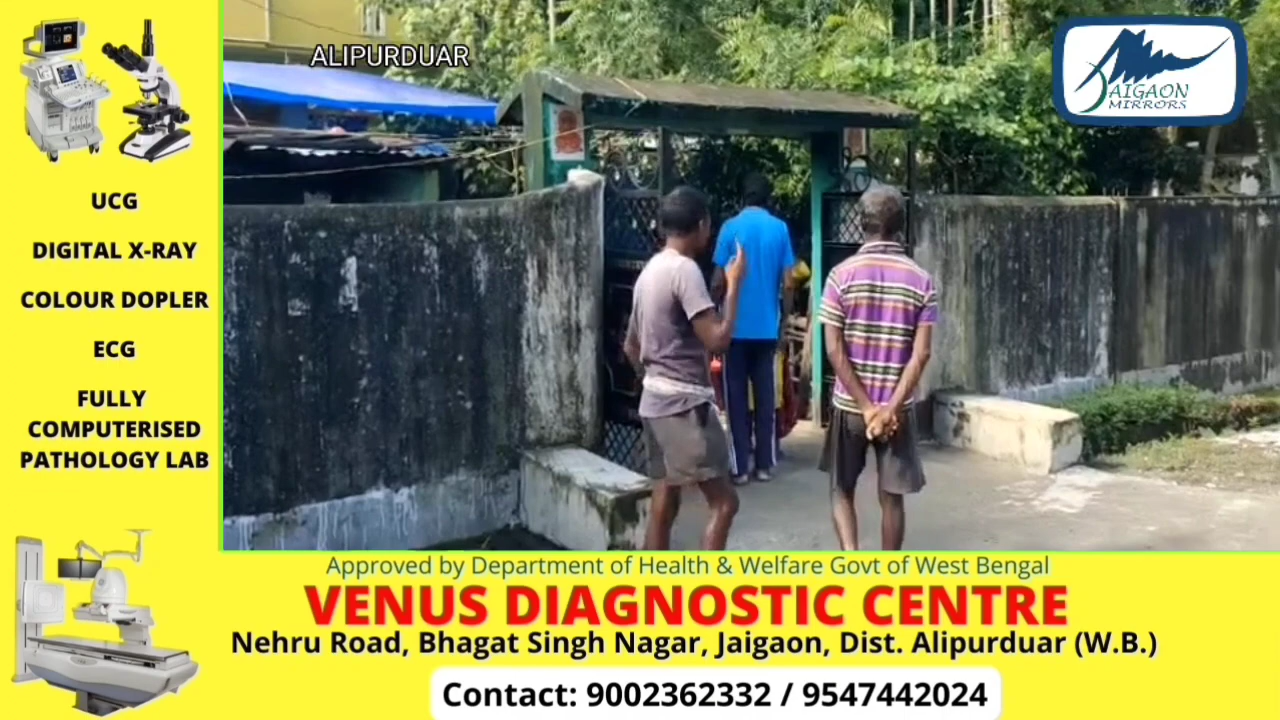 ALIPURDUAR
JAIGAON
MIRRORS
UCG
DIGITAL X-RAY
COLOUR DOPLER
ECG
FULLY
COMPUTERISED
PATHOLOGY LAB
Approved by Department of Health & Welfare Govt of West Bengal
VENUS DIAGNOSTIC CENTRE
Nehru Road, Bhagat Singh Nagar, Jaigaon, Dist. Alipurduar (W.B.)
Contact: 9002362332 / 9547442024